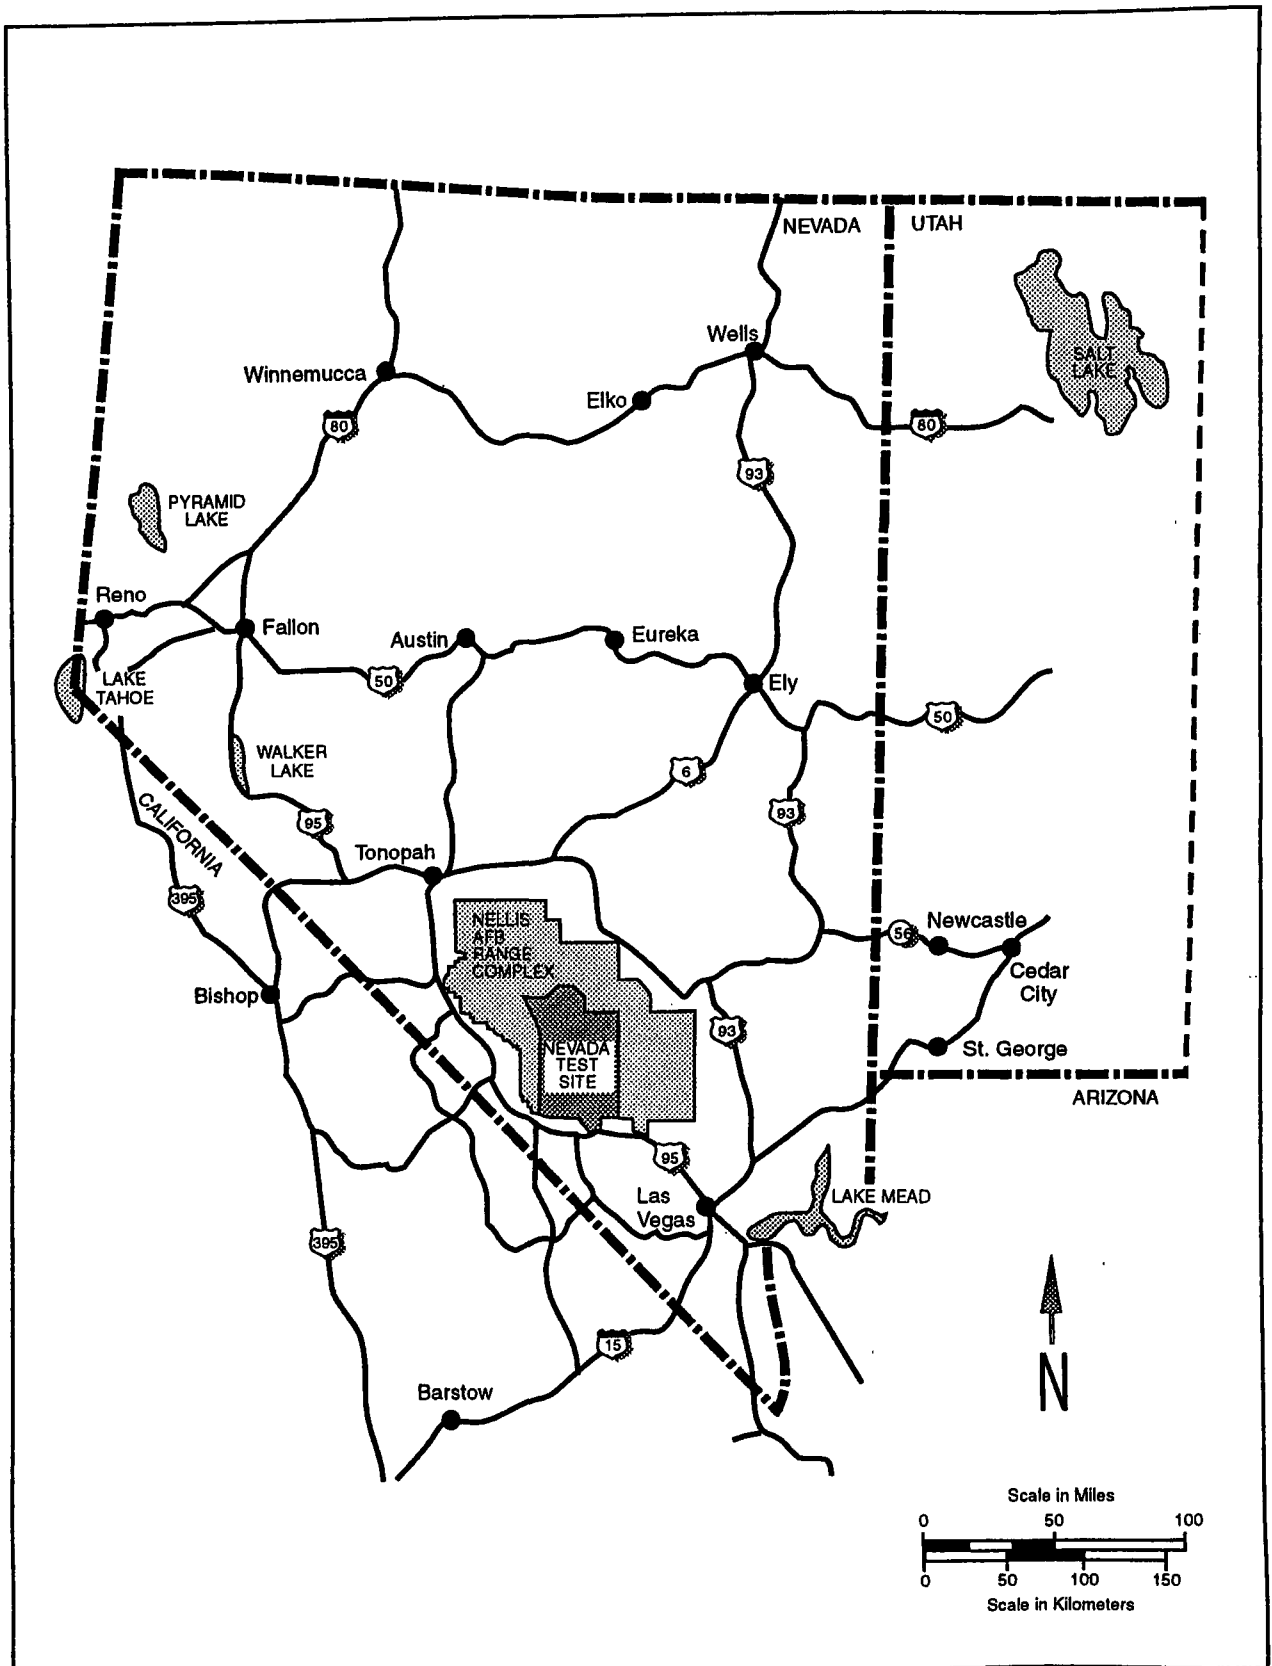 NEVADA
UTAH
SALT
LAKE
Wells
Winnemucca
Elko
80
80
93
PYRAMID
LAKE
Reno
Fallon
Austin
Eureka
Ely
LAKE
TAHOE
50
50
WALKER
LAKE
6
93
95
CALIFORNIA
Tonopah
395
NELLIS
AFB
RANGE
COMPLEX
56
Newcastle
Cedar
City
Bishop
93
NEVADA
TEST
SITE
St. George
ARIZONA
95
Las
Vegas
LAKE MEAD
395
15
Barstow
N
Scale in Miles
0 50 100
0 50 100 150
Scale in Kilometers